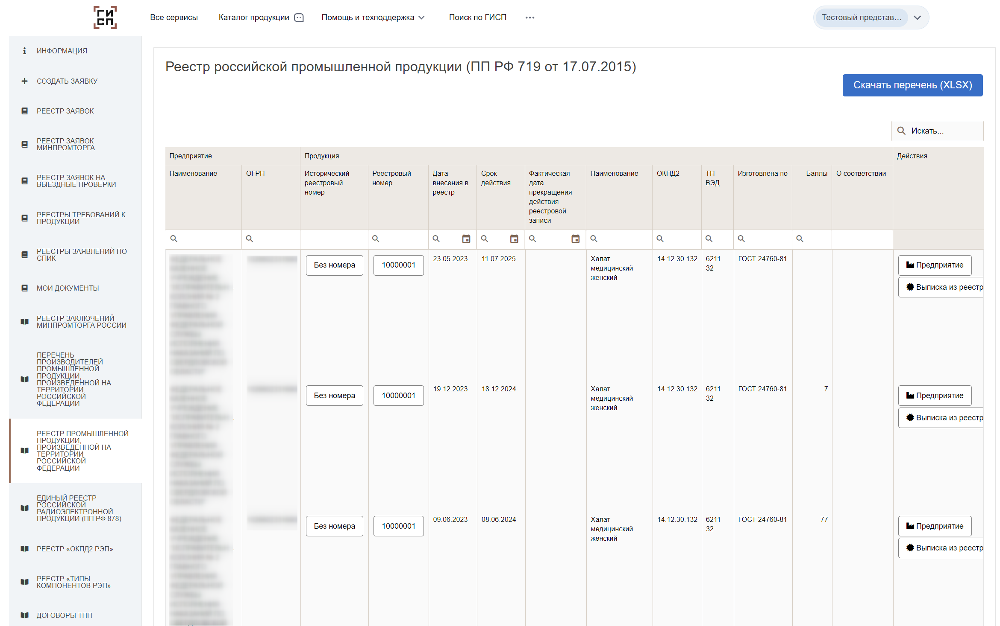 ГИ
СП
Все сервисы
Каталог продукции
Помощь и техподдержка
Поиск по ГИСП
Тестовый представ...
ИНФОРМАЦИЯ
СОЗДАТЬ ЗАЯВКУ
РЕЕСТР ЗАЯВОК
РЕЕСТР ЗАЯВОК
МИНПРОМТОРГА
РЕЕСТР ЗАЯВОК НА
ВЫЕЗДНЫЕ ПРОВЕРКИ
РЕЕСТРЫ ТРЕБОВАНИЙ К
ПРОДУКЦИИ
РЕЕСТРЫ ЗАЯВЛЕНИЙ ПО
СПИК
МОИ ДОКУМЕНТЫ
РЕЕСТР ЗАКЛЮЧЕНИЙ
МИНПРОМТОРГА РОССИИ
ПЕРЕЧЕНЬ
ПРОИЗВОДИТЕЛЕЙ
ПРОМЫШЛЕННОЙ
ПРОДУКЦИИ,
ПРОИЗВЕДЕННОЙ НА
ТЕРРИТОРИИ
РОССИЙСКОЙ
ФЕДЕРАЦИИ
РЕЕСТР ПРОМЫШЛЕННОЙ
ПРОДУКЦИИ,
ПРОИЗВЕДЕННОЙ НА
ТЕРРИТОРИИ
РОССИЙСКОЙ
ФЕДЕРАЦИИ
ЕДИНЫЙ РЕЕСТР
РОССИЙСКОЙ
РАДИОЭЛЕКТРОННОЙ
ПРОДУКЦИИ (ПП РФ 878)
РЕЕСТР «ОКПД2 РЭП»
РЕЕСТР «ТИПЫ
КОМПОНЕНТОВ РЭП»
ДОГОВОРЫ ТПП
Реестр российской промышленной продукции (ПП РФ 719 от 17.07.2015)
Скачать перечень (XLSX)
Искать...
Предприятие
Продукция
Действия
Наименование
ОГРН
Исторический
реестровый
номер
Реестровый
номер
Дата
внесения в
реестр
Срок
действия
Фактическая
дата
прекращения
действия
реестровой
записи
Наименование
ОКПД2
ТН
ВЭД
Изготовлена по
Баллы
О соответствии
Без номера
10000001
23.05.2023
11.07.2025
Халат
медицинский
женский
14.12.30.132
6211
32
ГОСТ 24760-81
Предприятие
Выписка из реестр
Без номера
10000001
19.12.2023
18.12.2024
Халат
медицинский
женский
14.12.30.132
6211
32
ГОСТ 24760-81
7
Предприятие
Выписка из реестр
Без номера
10000001
09.06.2023
08.06.2024
Халат
медицинский
женский
14.12.30.132
6211
32
ГОСТ 24760-81
77
Предприятие
Выписка из реестр